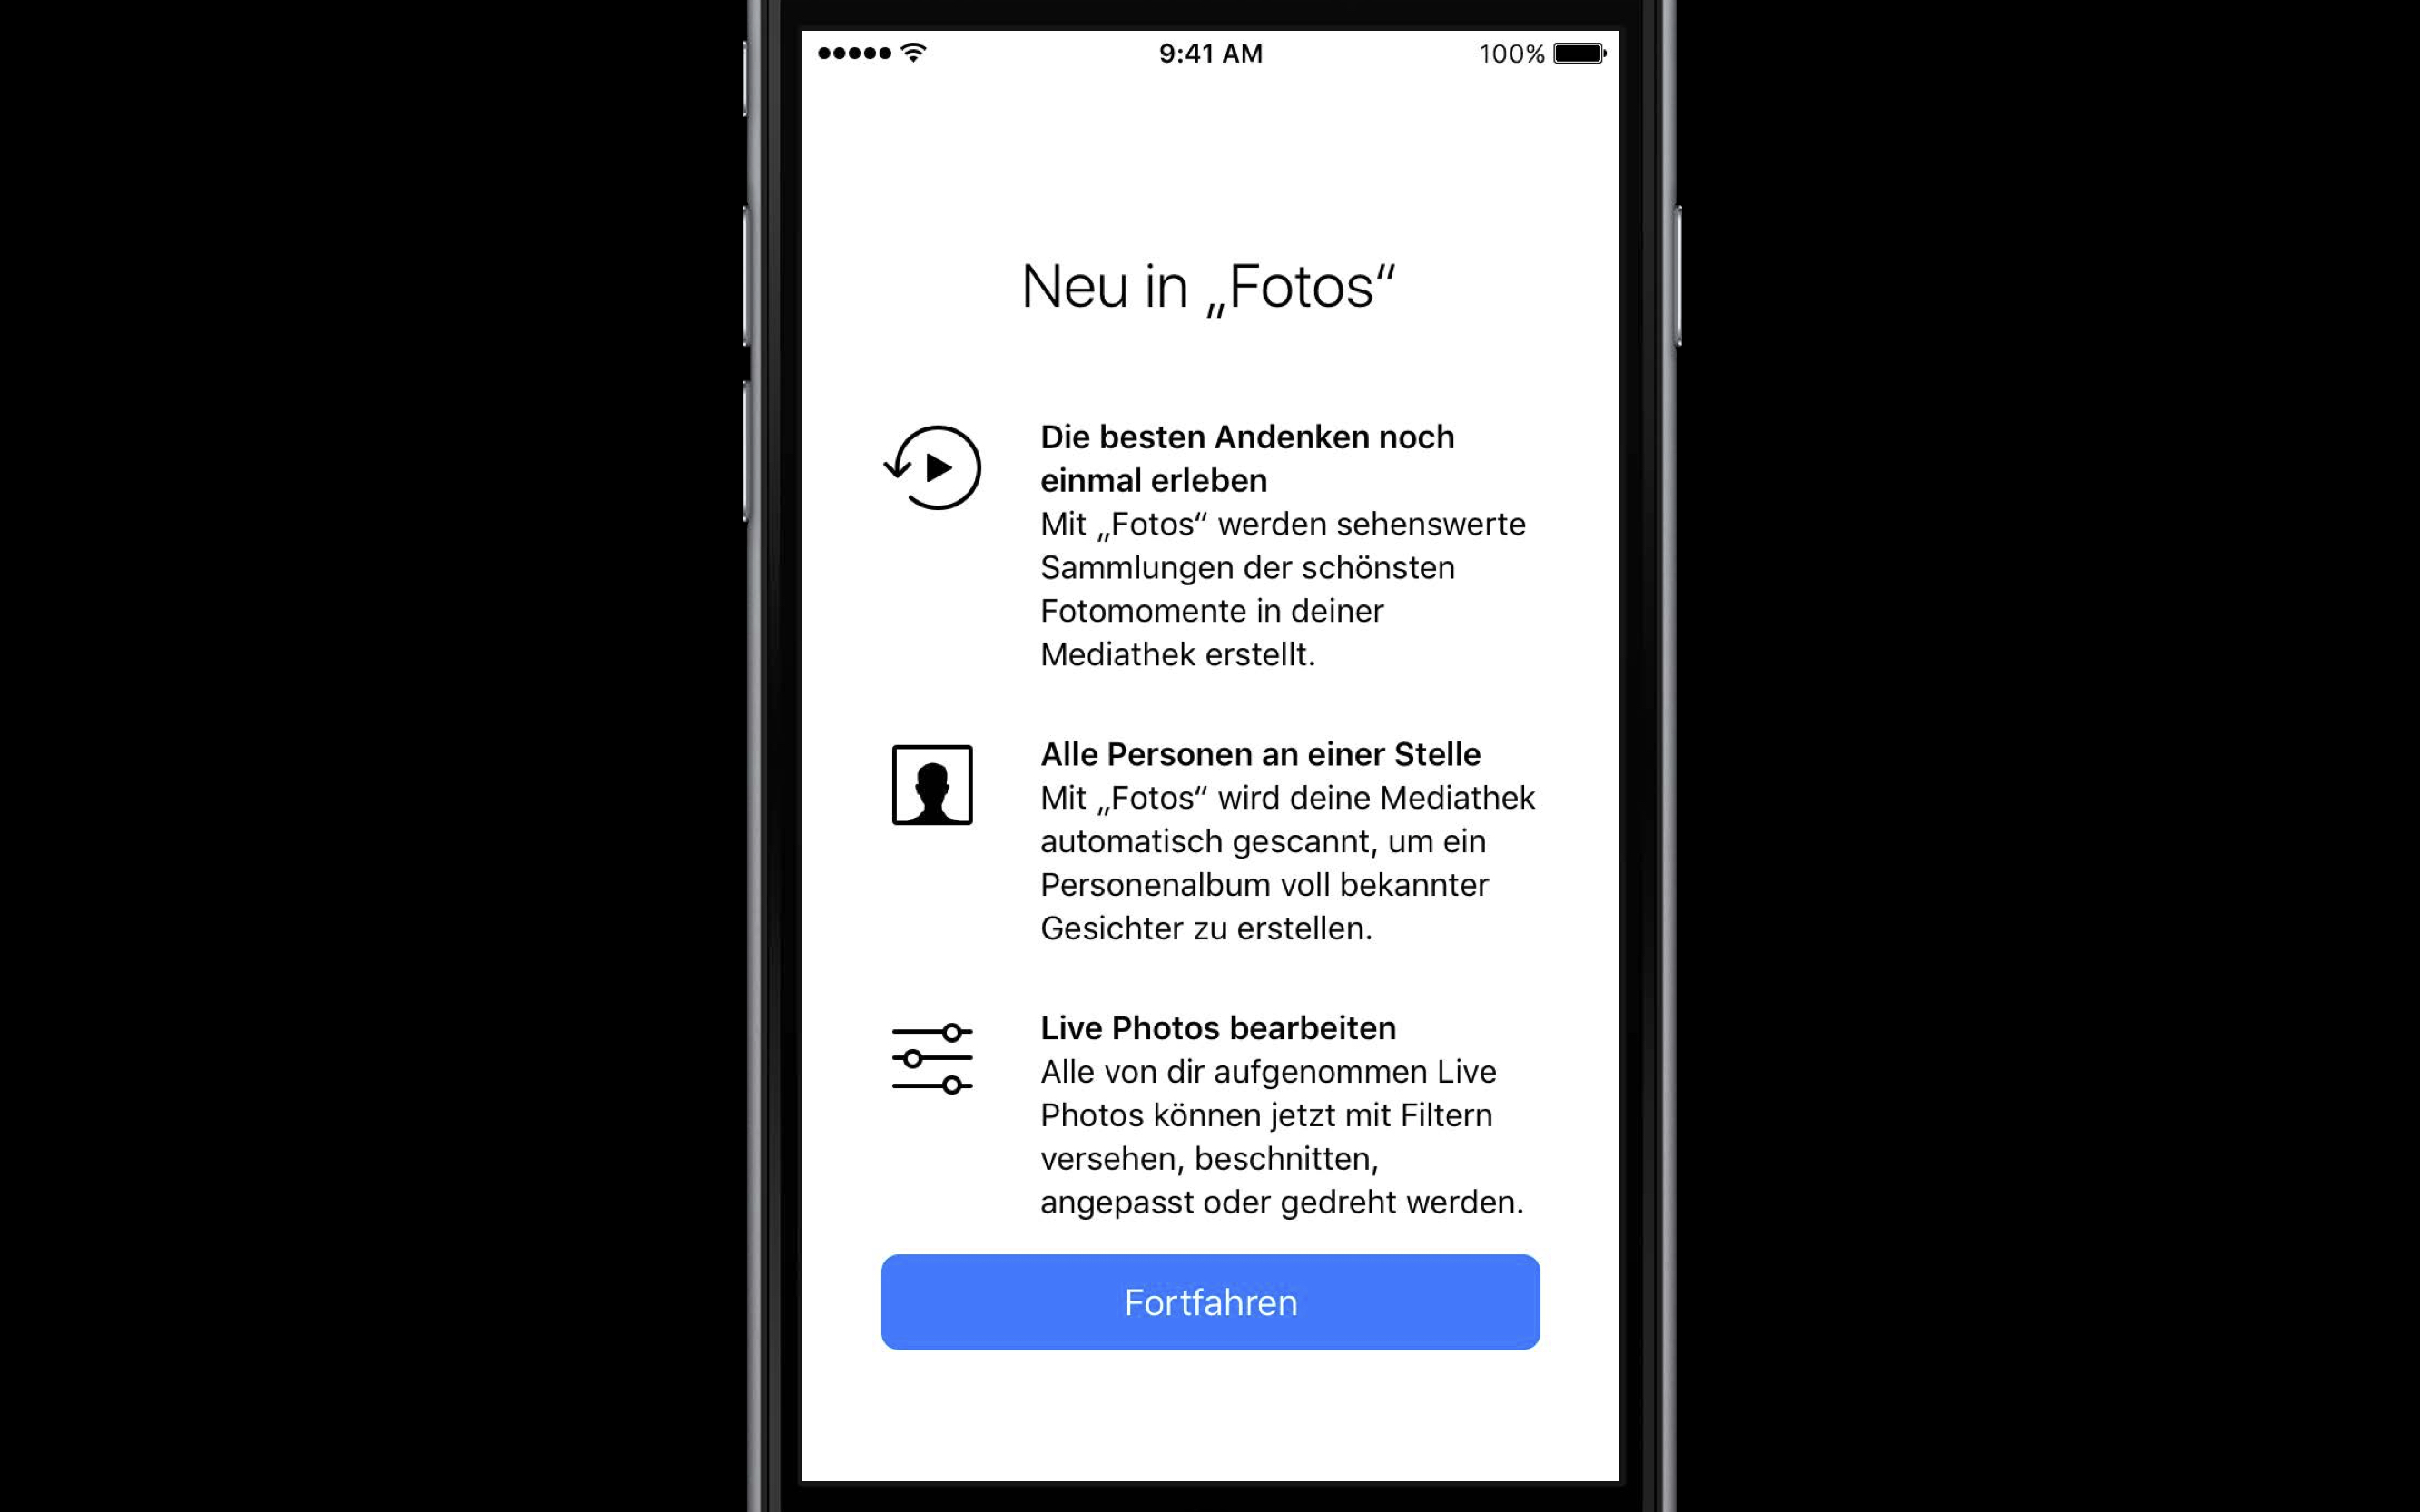 9:41 AM
100%
Neu in „Fotos“
Die besten Andenken noch
einmal erleben
Mit „Fotos“ werden sehenswerte
Sammlungen der schönsten
Fotomomente in deiner
Mediathek erstellt.
Alle Personen an einer Stelle
Mit „Fotos“ wird deine Mediathek
automatisch gescannt, um ein
Personenalbum voll bekannter
Gesichter zu erstellen.
Live Photos bearbeiten
Alle von dir aufgenommen Live
Photos können jetzt mit Filtern
versehen, beschnitten,
angepasst oder gedreht werden.
Fortfahren